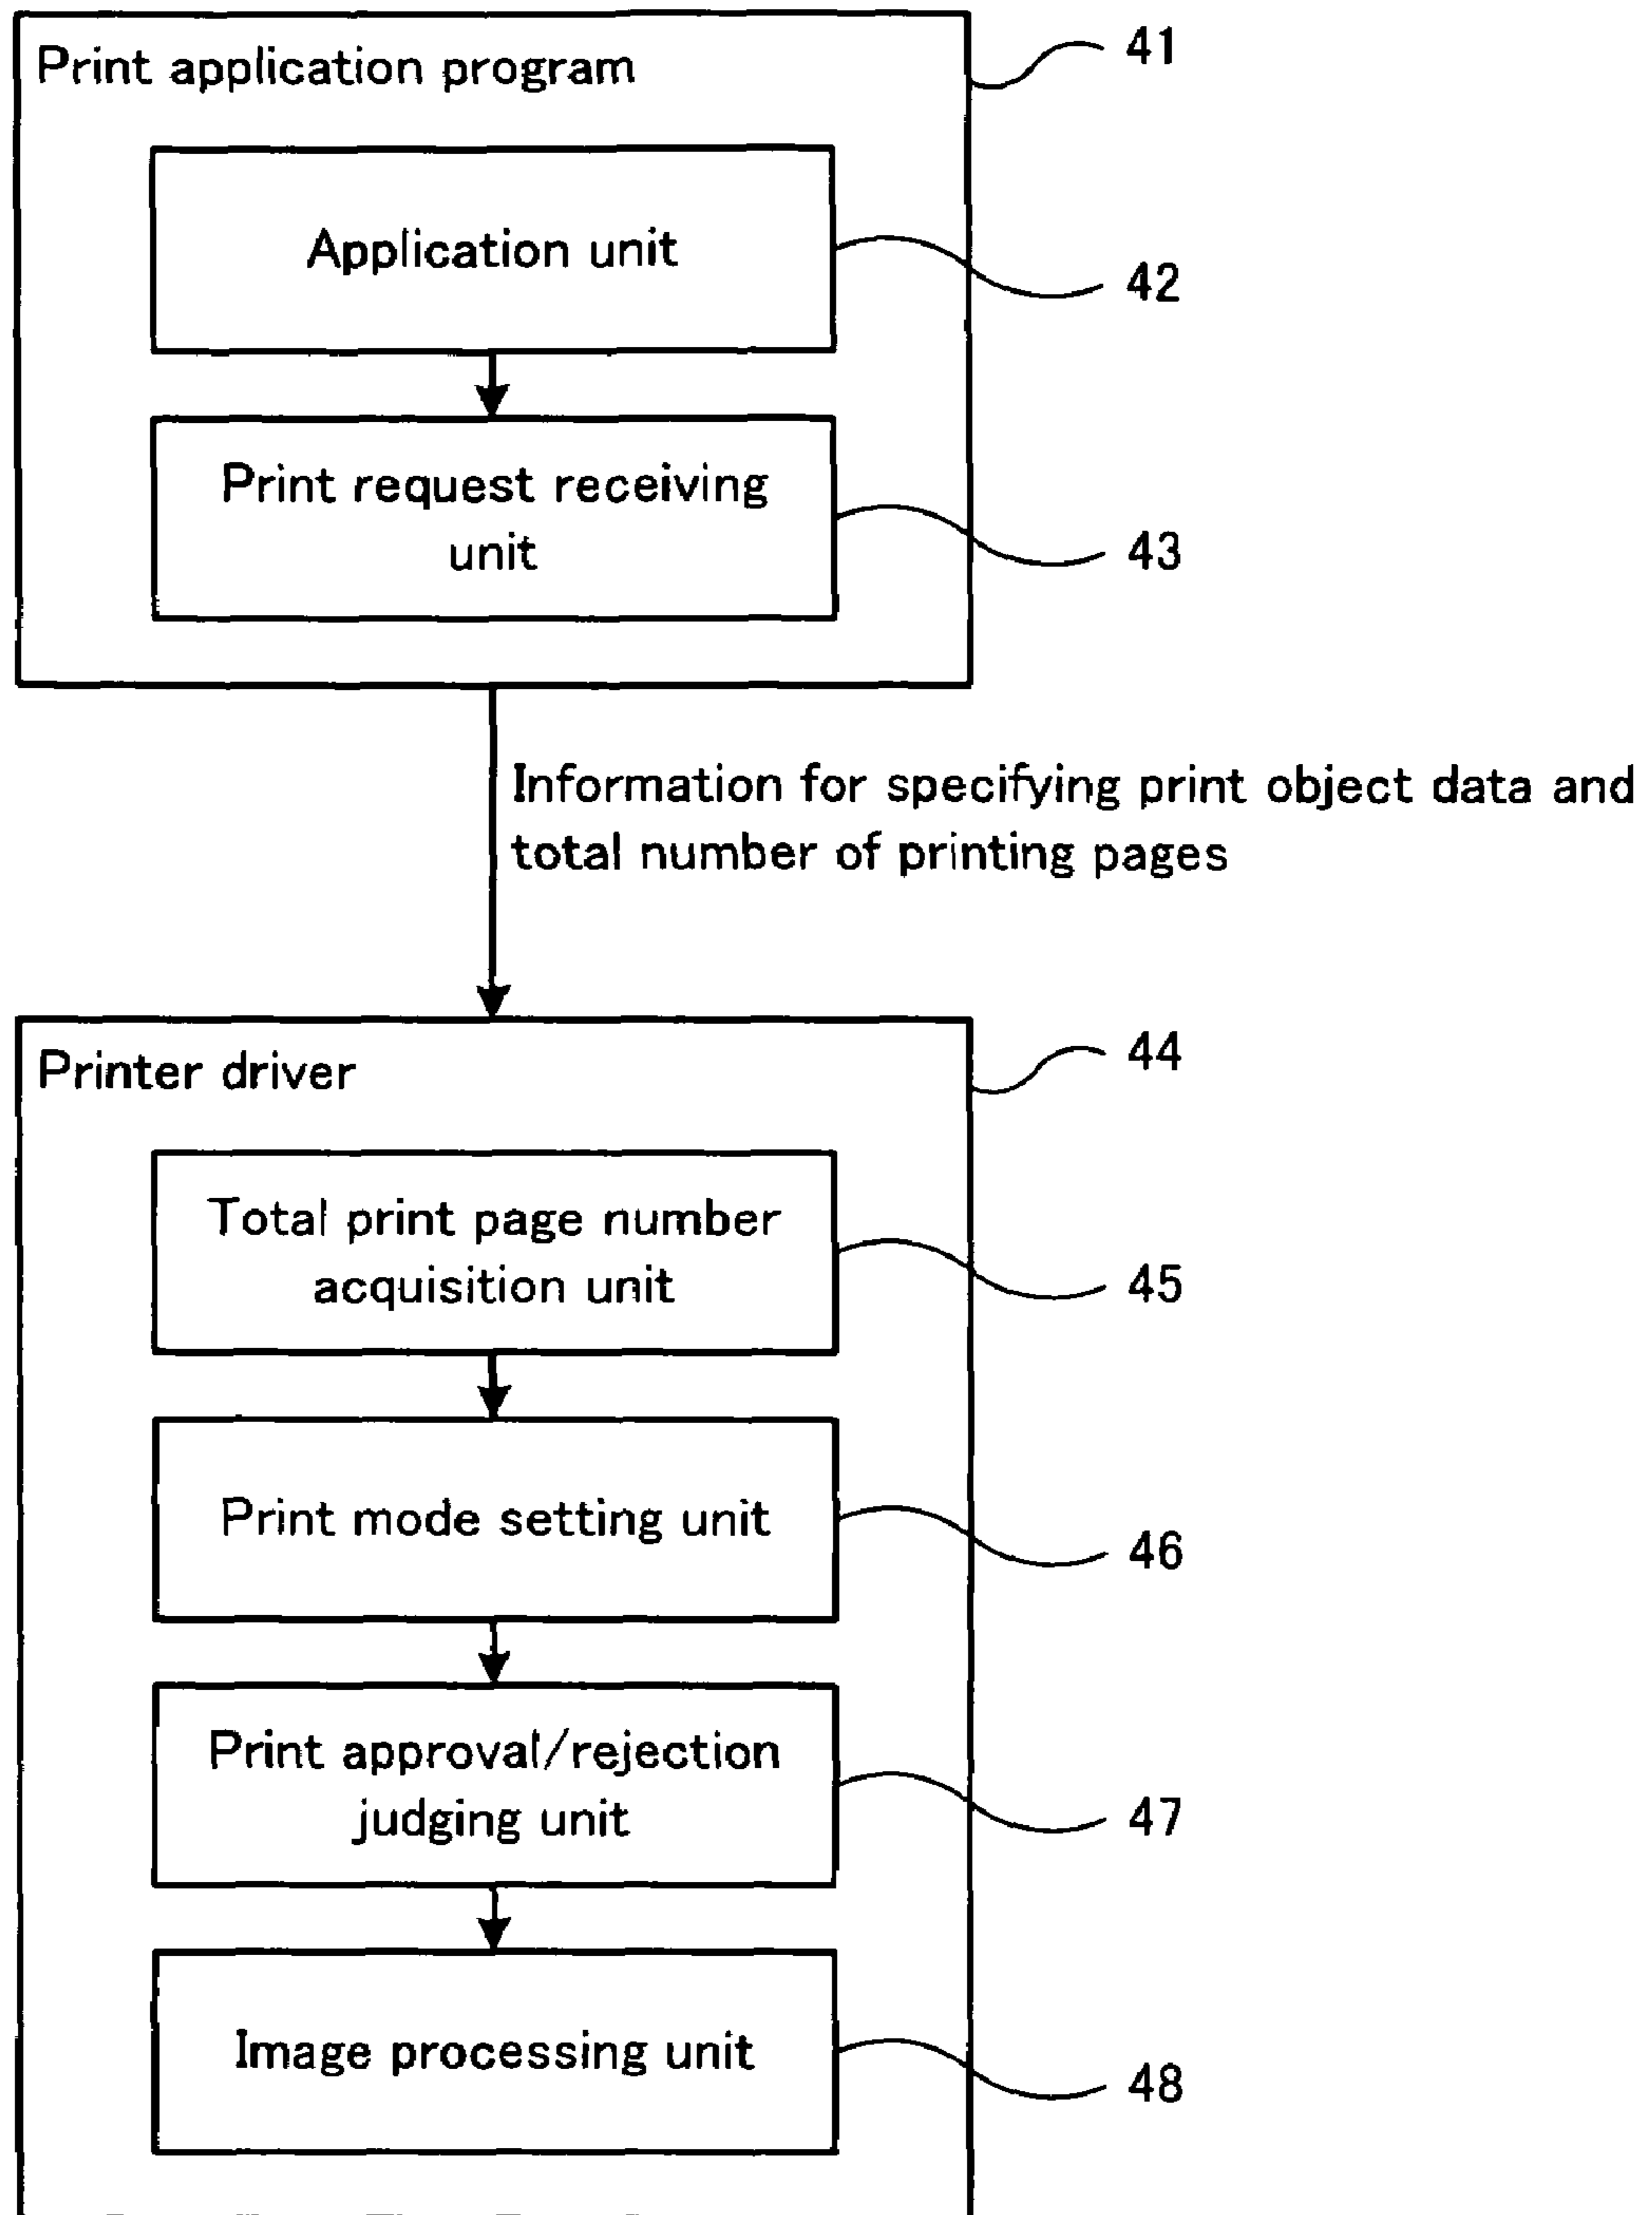 Print application program
41
Application unit
42
Print request receiving
unit
43
Information for specifying print object data and
total number of printing pages
Printer driver
44
Total print page number
acquisition unit
45
Print mode setting unit
46
Print approval/rejection
judging unit
47
Image processing unit
48